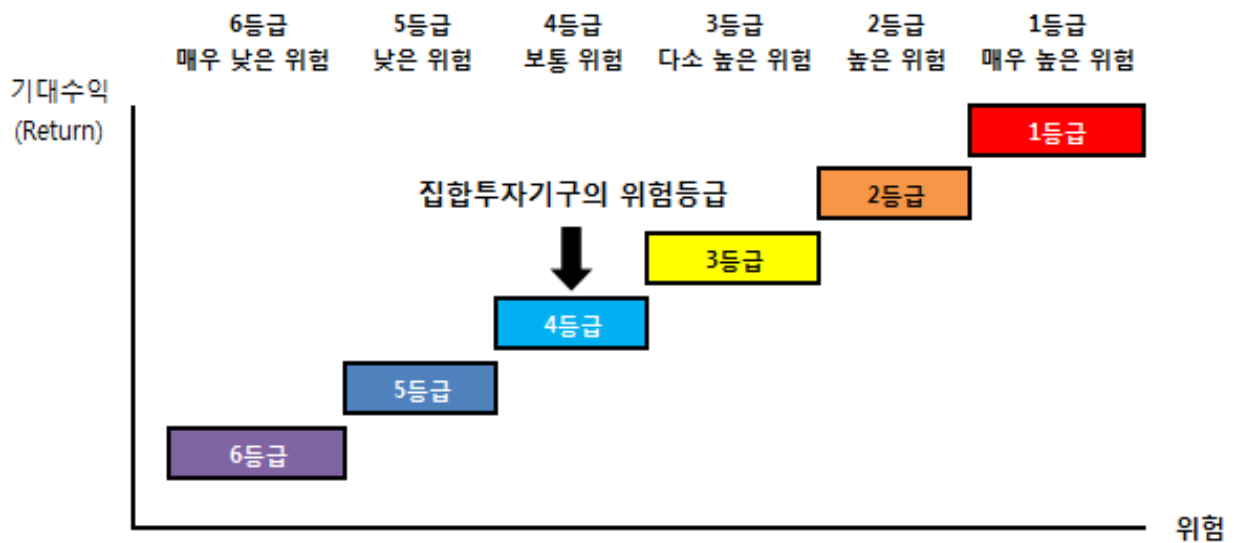 6등급 5등급 4등급 3등급 2등급 1등급
매우 낮은 위험 낮은 위험 보통 위험 다소 높은 위험 높은 위험 매우 높은 위험
기대수익
(Return)
1등급
집합투자기구의 위험등급
2등급
3등급
4등급
5등급
6등급
위험